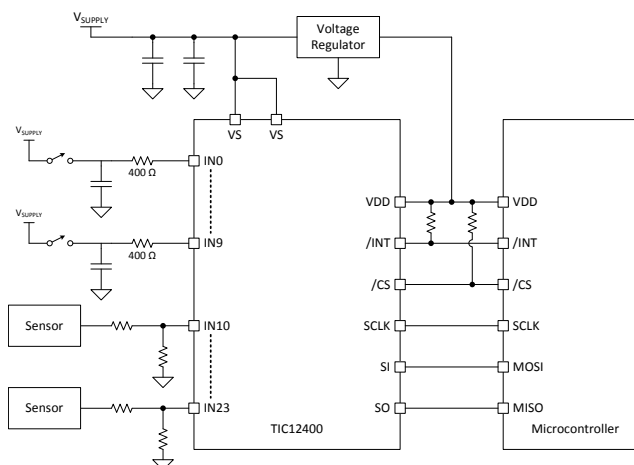 VSUPPLY
Voltage
Regulator
VS
VS
VSUPPLY
IN0
400 Ω
VDD
VDD
VSUPPLY
/INT
/INT
IN9
400 Ω
/CS
/CS
Sensor
IN10
SCLK
SCLK
SI
MOSI
Sensor
IN23
SO
MISO
TIC12400
Microcontroller